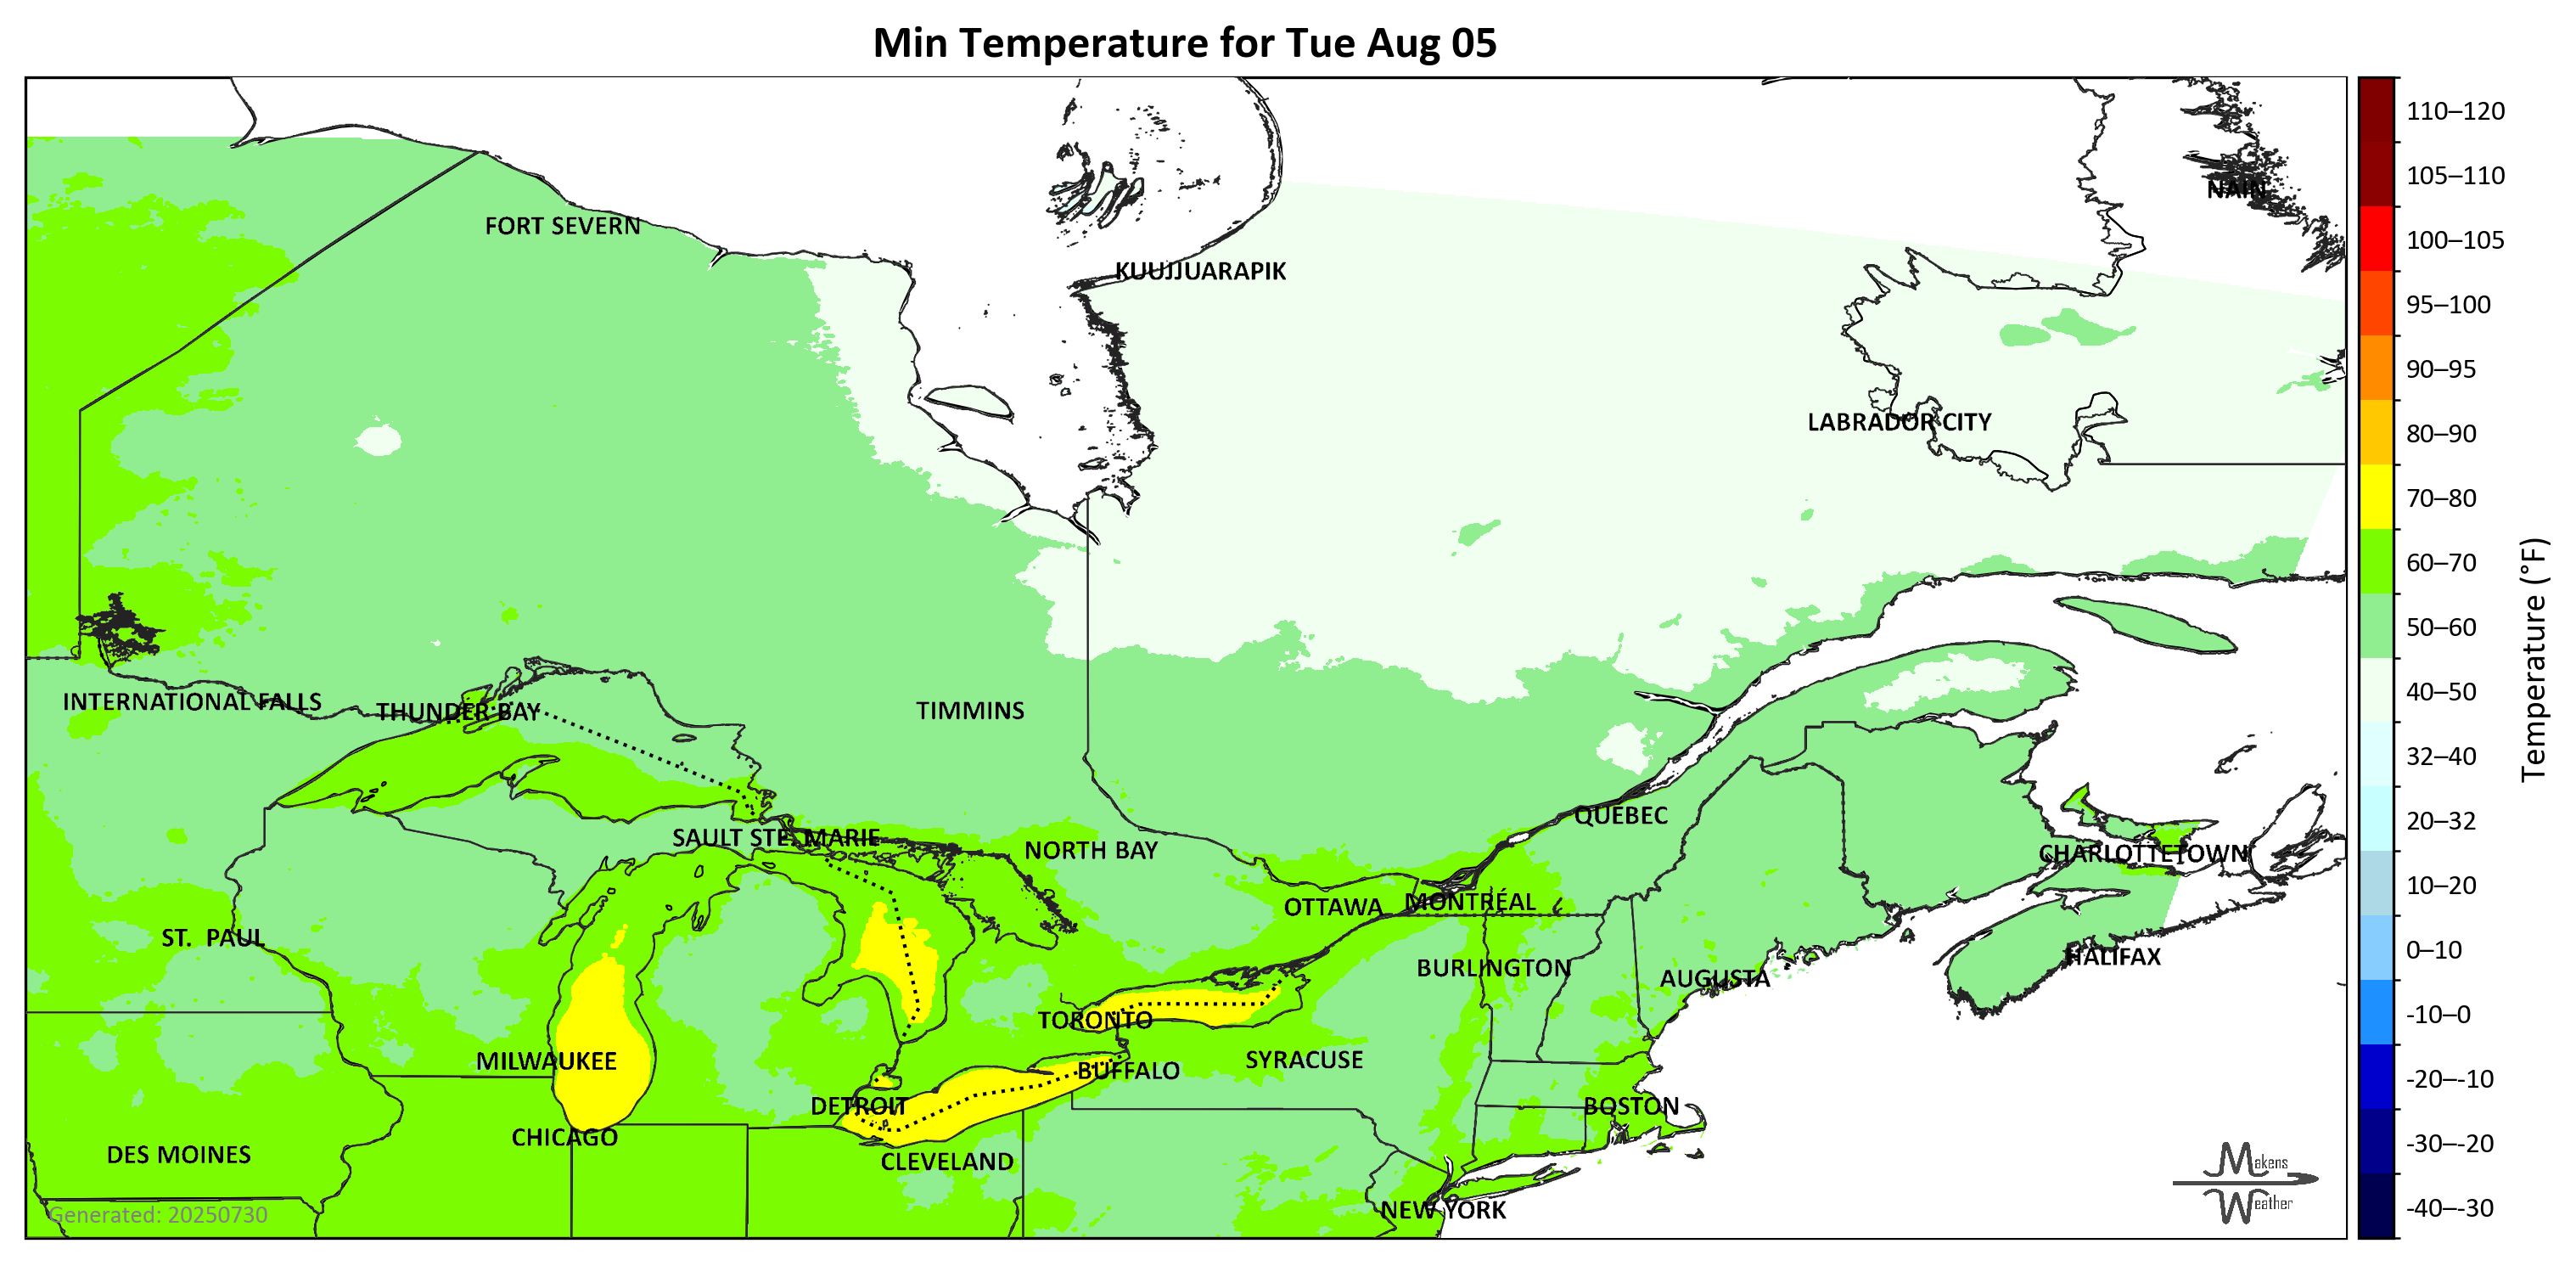 Min Temperature for Tue Aug 05
110–120
105–110
NAIN
FORT SEVERN
100–105
KUUJJUARAPIK
95–100
90–95
LABRADOR CITY
80–90
70–80
60–70
50–60
Temperature (°F)
40–50
INTERNATIONAL FALLS
THUNDER BAY
TIMMINS
32–40
QUÉBEC
20–32
SAULT STE. MARIE
NORTH BAY
CHARLOTTETOWN
10–20
OTTAWA
MONTRÉAL
ST. PAUL
0–10
HALIFAX
BURLINGTON
AUGUSTA
-10–0
TORONTO
MILWAUKEE
SYRACUSE
BUFFALO
-20–-10
DETROIT
BOSTON
CHICAGO
-30–-20
DES MOINES
CLEVELAND
Makens
Weather
NEW YORK
-40–-30
Generated: 20250730